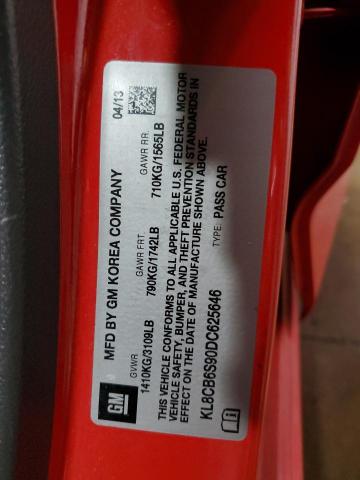 MFD BY GM KOREA COMPANY 04/13
GVWR GAWR FRT. GAWR RR.
1410KG/3109LB 790KG/1742LB 710KG/1565LB
THIS VEHICLE CONFORMS TO ALL APPLICABLE U.S. FEDERAL MOTOR
VEHICLE SAFETY, BUMPER, AND THEFT PREVENTION STANDARDS IN
EFFECT ON THE DATE OF MANUFACTURE SHOWN ABOVE.
KL8CB6S90DC625646 TYPE: PASS CAR
GM